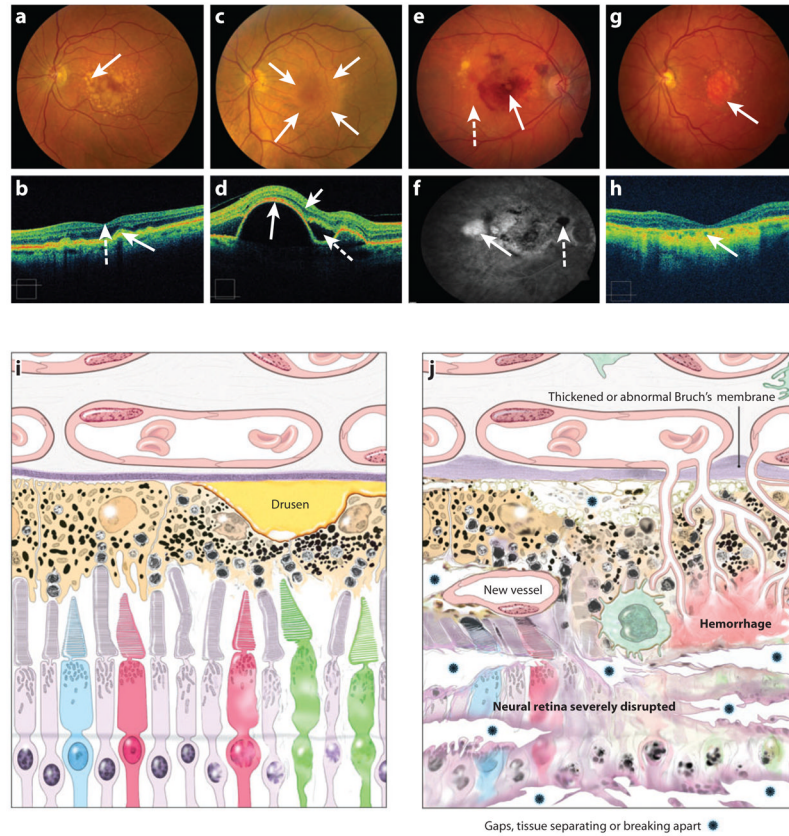 a
c
e
g
b
d
f
h
i
j
Thickened or abnormal Bruch's membrane
Drusen
New vessel
Hemorrhage
Neural retina severely disrupted
Gaps, tissue separating or breaking apart